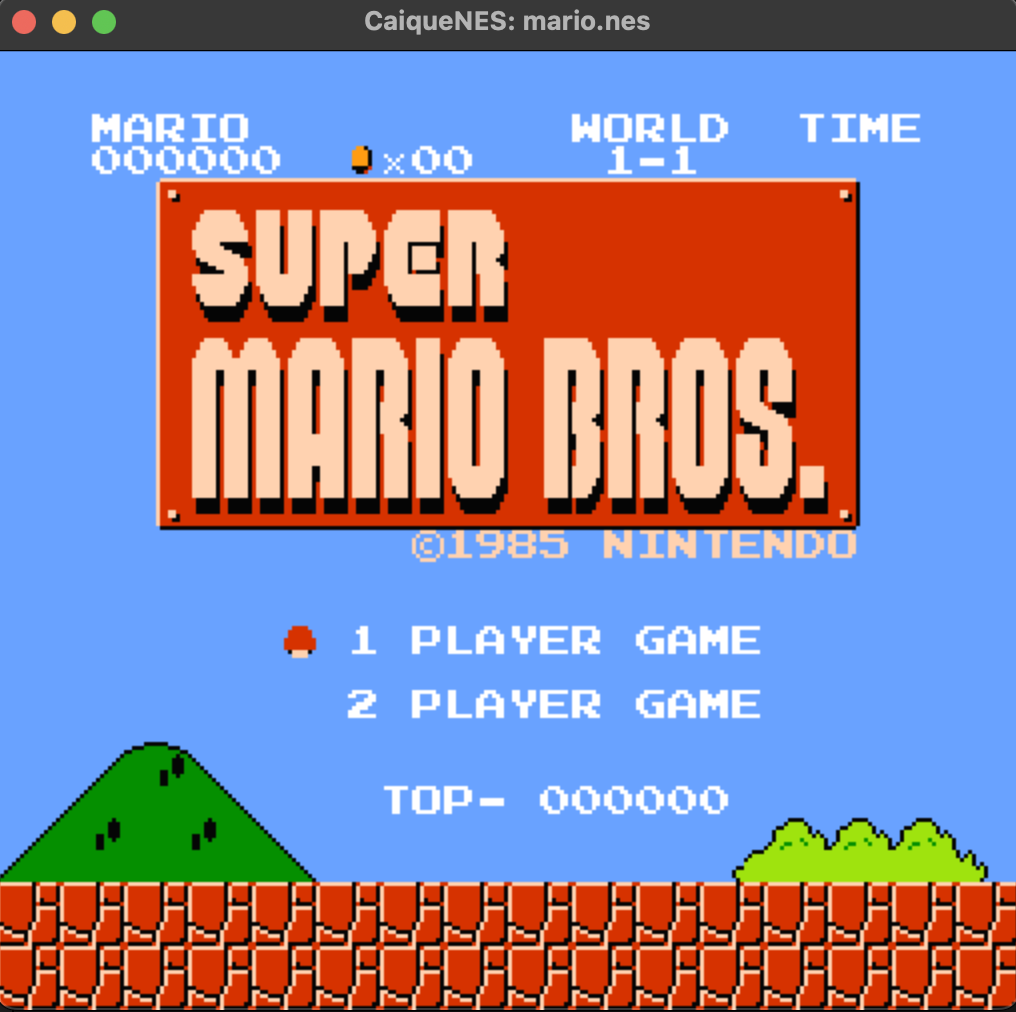 CaiqueNES: mario.nes
MARIO WORLD TIME
000000 ×00 1-1
SUPER
MARIO BROS.
©1985 NINTENDO
1 PLAYER GAME
2 PLAYER GAME
TOP- 000000